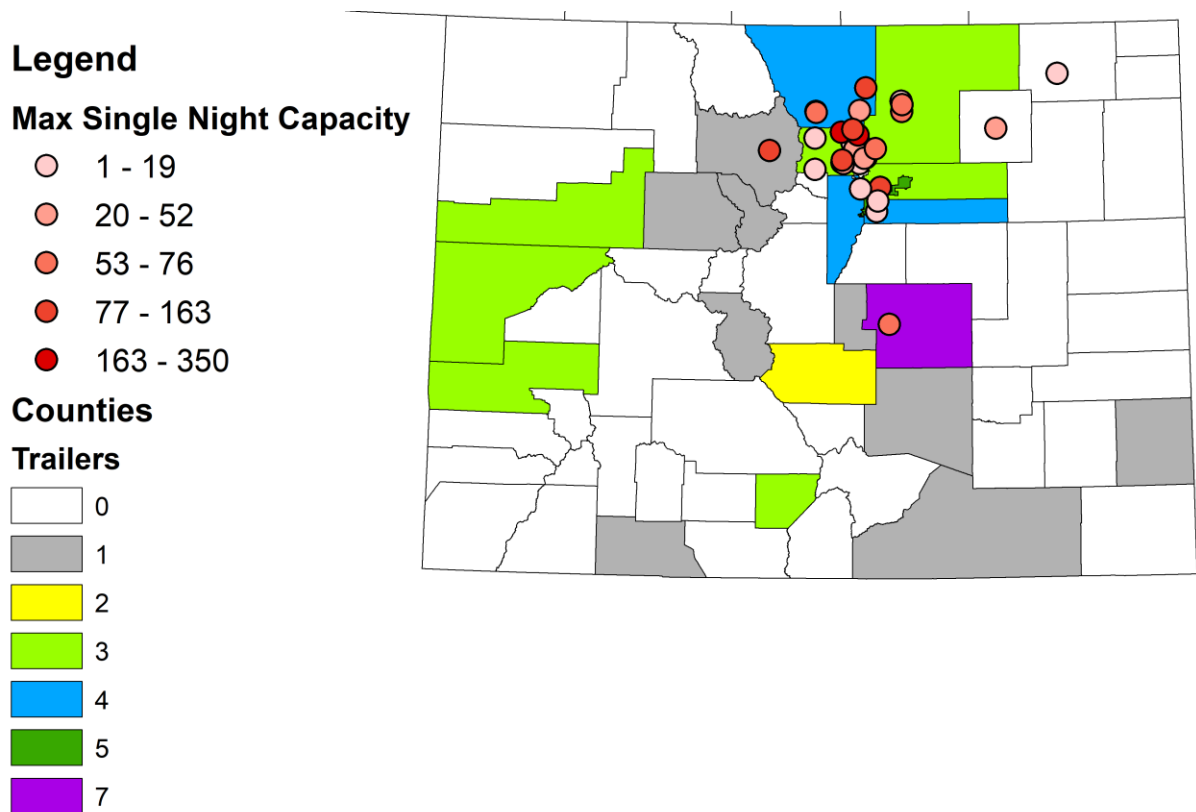 Legend
Max Single Night Capacity
1 - 19
20 - 52
53 - 76
77 - 163
163 - 350
Counties
Trailers
0
1
2
3
4
5
7